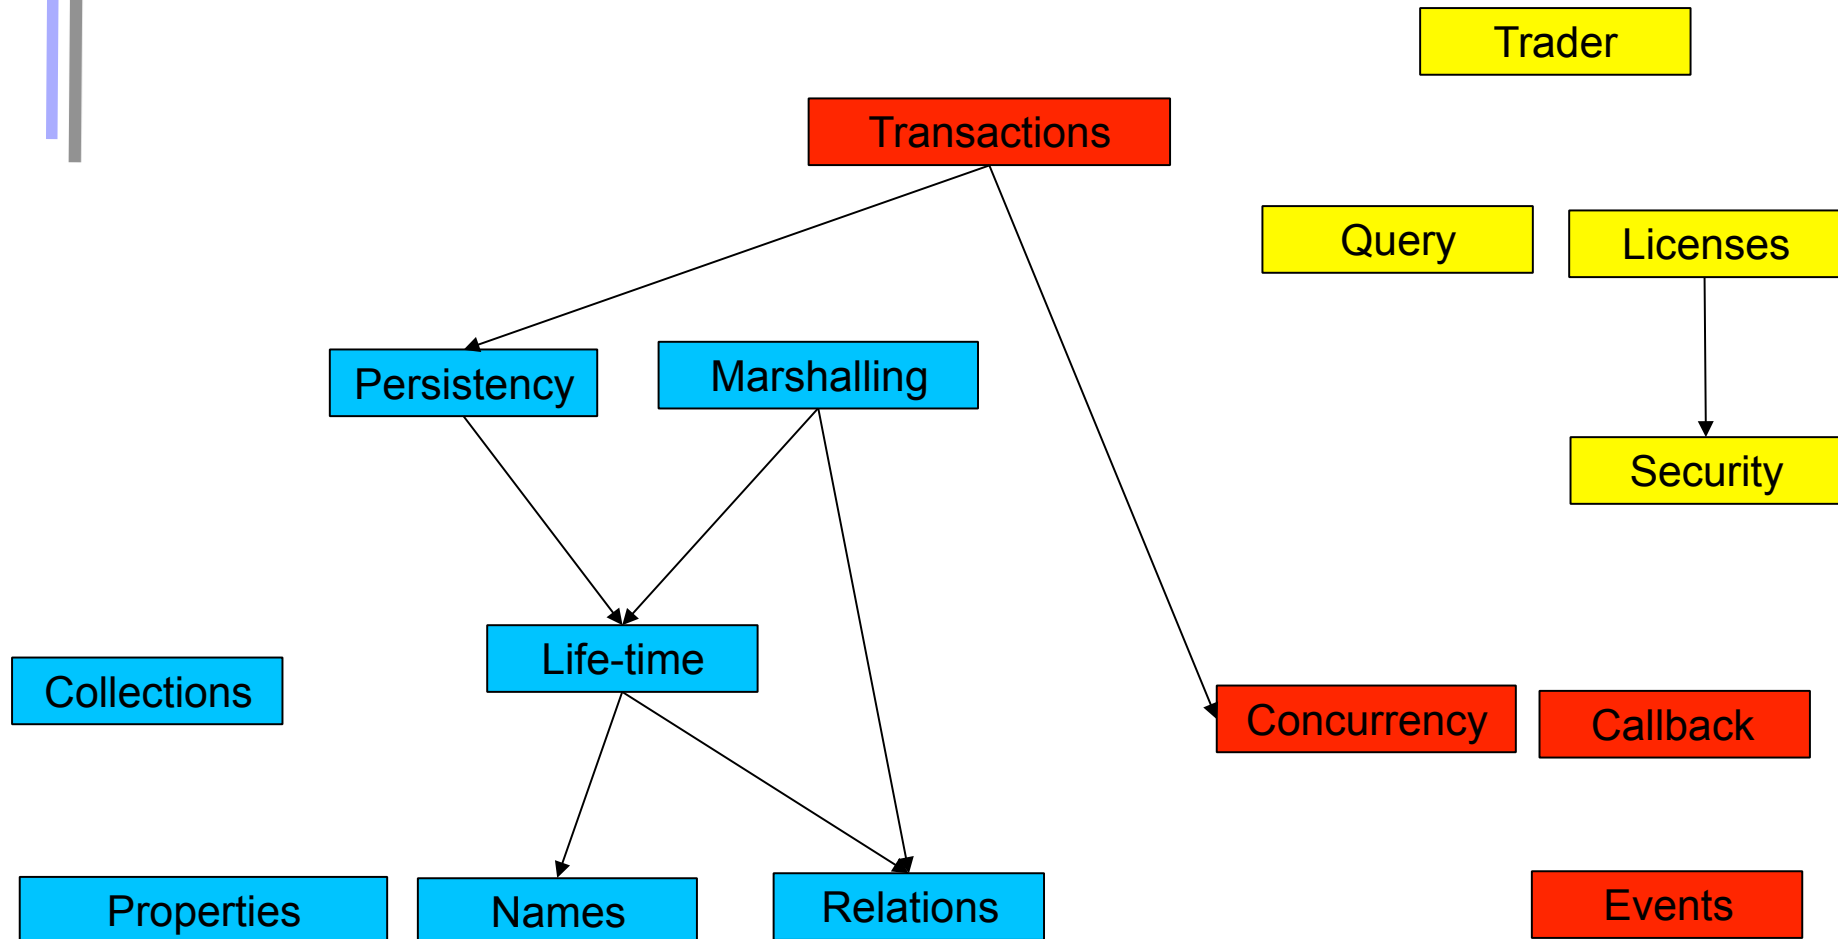 Trader
Transactions
Query
Licenses
Persistency
Marshalling
Security
Life-time
Collections
Concurrency
Callback
Properties
Names
Relations
Events